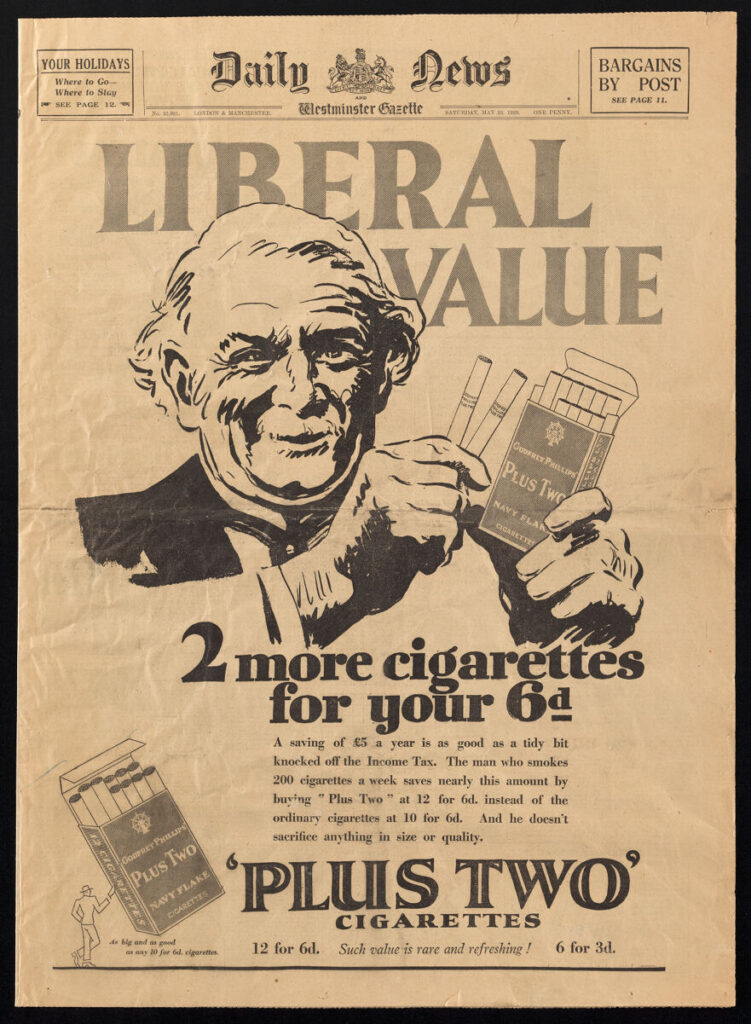 YOUR HOLIDAYS
Where to Go—
Where to Stay
SEE PAGE 12.
Daily News
AND
Westminster Gazette
LONDON & MANCHESTER.
SATURDAY, MAY
ONE PENNY.
BARGAINS
BY POST
SEE PAGE 11.
LIBERAL
VALUE
GODFREY PHILLIPS'
PLUS TWO
NAVY FLAKE
CIGARETTES
2 more cigarettes
for your 6d
A saving of £5 a year is as good as a tidy bit
knocked off the Income Tax. The man who smokes
200 cigarettes a week saves nearly this amount by
buying "Plus Two" at 12 for 6d. instead of the
ordinary cigarettes at 10 for 6d. And he doesn't
sacrifice anything in size or quality.
12 CIGARETTES
GODFREY PHILLIPS'
PLUS TWO
NAVY FLAKE
CIGARETTES
As big and as good
as any 10 for 6d. cigarettes.
'PLUS TWO'
CIGARETTES
12 for 6d. Such value is rare and refreshing! 6 for 3d.